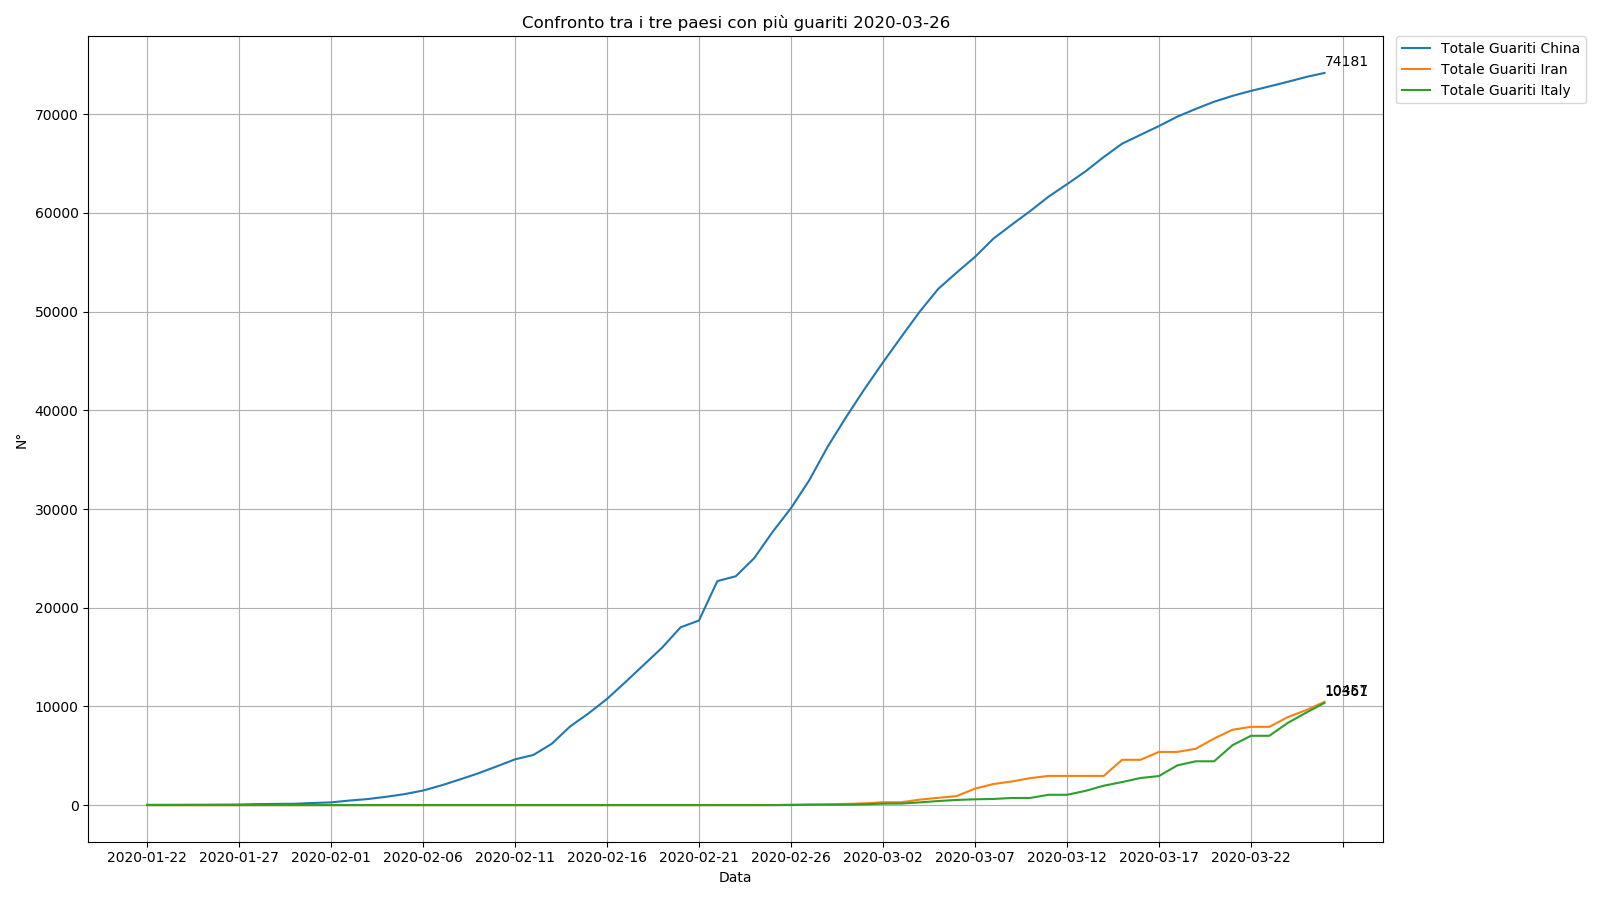 Confronto tra i tre paesi con più guariti 2020-03-26
Totale Guariti China
Totale Guariti Iran
Totale Guariti Italy
74181
70000
60000
50000
40000
30000
20000
10000
0
N°
2020-01-22 2020-01-27 2020-02-01 2020-02-06 2020-02-11 2020-02-16 2020-02-21 2020-02-26 2020-03-02 2020-03-07 2020-03-12 2020-03-17 2020-03-22
Data